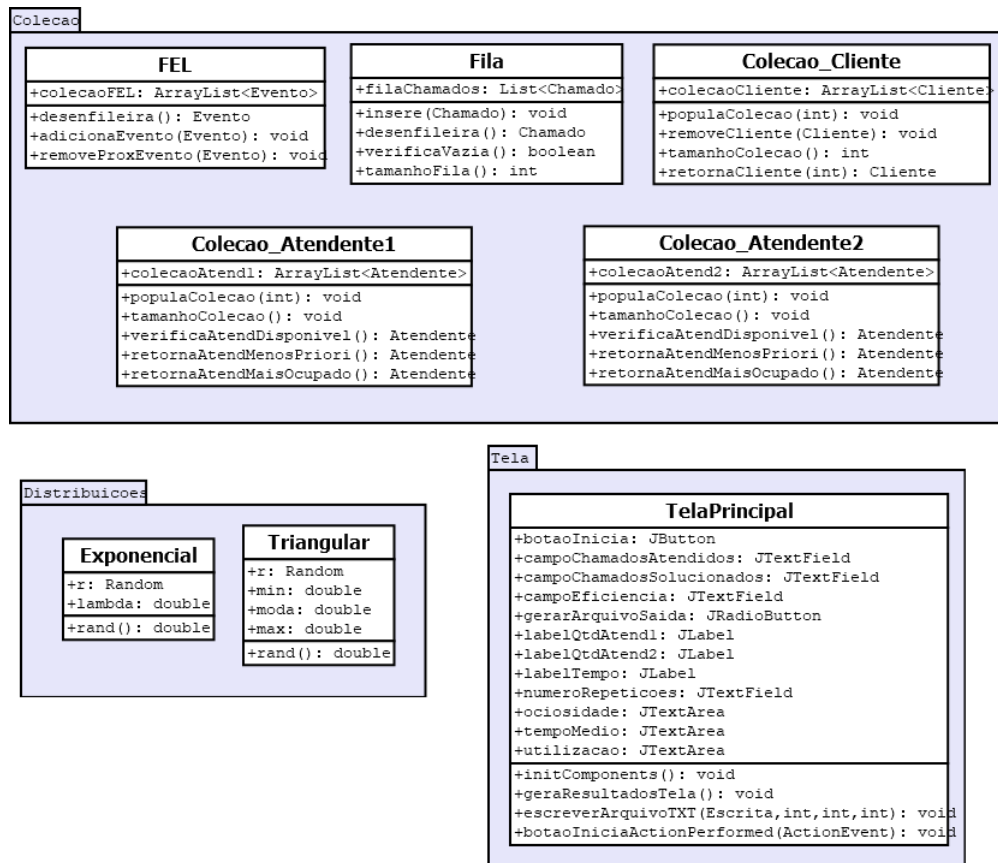 Colecao
FEL
+colecaoFEL: ArrayList<Evento>
+desenfileira(): Evento
+adicionaEvento(Evento): void
+removeProxEvento(Evento): void
Fila
+filaChamados: List<Chamado>
+insere(Chamado): void
+desenfileira(): Chamado
+verificaVazia(): boolean
+tamanhoFila(): int
Colecao_Cliente
+colecaoCliente: ArrayList<Cliente>
+populaColecao(int): void
+removeCliente(Cliente): void
+tamanhoColecao(): int
+retornaCliente(int): Cliente
Colecao_Atendente1
+colecaoAtend1: ArrayList<Atendente>
+populaColecao(int): void
+tamanhoColecao(): void
+verificaAtendDisponivel(): Atendente
+retornaAtendMenosPriori(): Atendente
+retornaAtendMaisOcupado(): Atendente
Colecao_Atendente2
+colecaoAtend2: ArrayList<Atendente>
+populaColecao(int): void
+tamanhoColecao(): void
+verificaAtendDisponivel(): Atendente
+retornaAtendMenosPriori(): Atendente
+retornaAtendMaisOcupado(): Atendente
Distribuicoes
Exponencial
+r: Random
+lambda: double
+rand(): double
Triangular
+r: Random
+min: double
+moda: double
+max: double
+rand(): double
Tela
TelaPrincipal
+botaoInicia: JButton
+campoChamadosAtendidos: JTextField
+campoChamadosSolucionados: JTextField
+campoEficiencia: JTextField
+gerarArquivoSaida: JRadioButton
+labelQtdAtend1: JLabel
+labelQtdAtend2: JLabel
+labelTempo: JLabel
+numeroRepeticoes: JTextField
+ociosidade: JTextArea
+tempoMedio: JTextArea
+utilizacao: JTextArea
+initComponents(): void
+geraResultadosTela(): void
+escreverArquivoTXT(Escrita,int,int,int): void
+botaoIniciaActionPerformed(ActionEvent): void